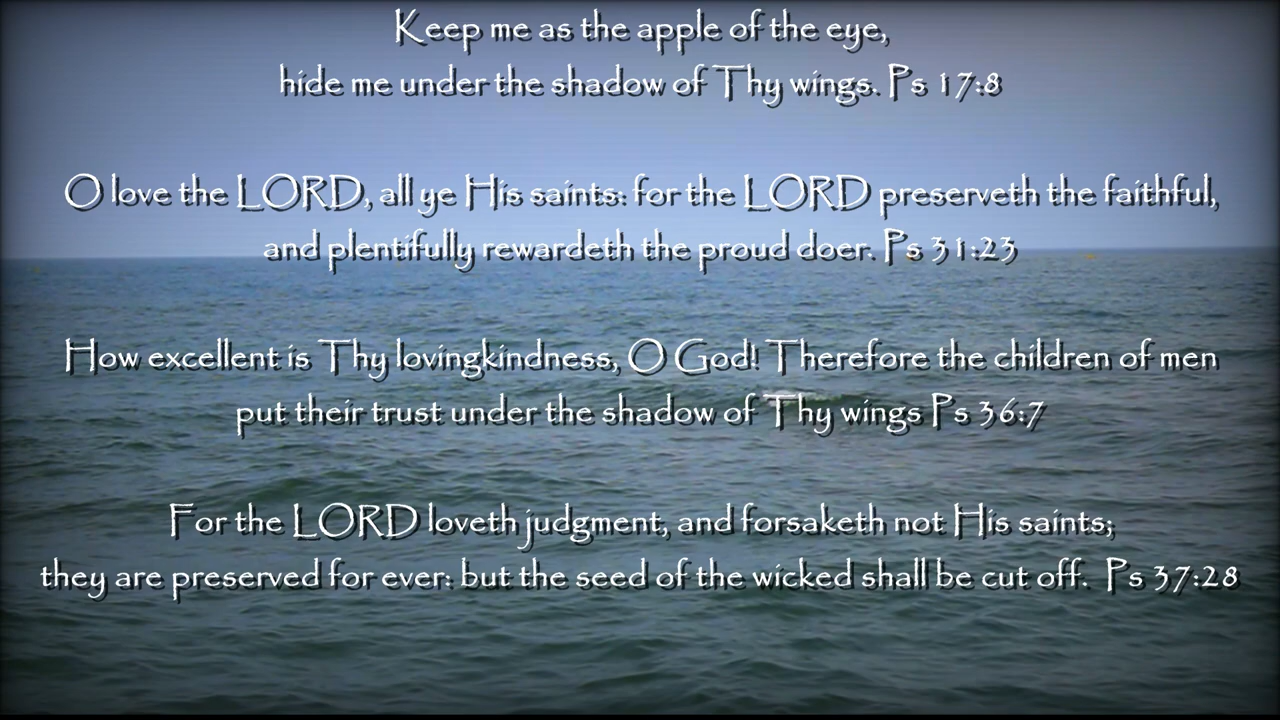 Keep me as the apple of the eye,
hide me under the shadow of Thy wings. Ps 17:8
O love the LORD, all ye His saints: for the LORD preserveth the faithful,
and plentifully rewardeth the proud doer. Ps 31:23
How excellent is Thy lovingkindness, O God! Therefore the children of men
put their trust under the shadow of Thy wings Ps 36:7
For the LORD loveth judgment, and forsaketh not His saints;
they are preserved for ever: but the seed of the wicked shall be cut off.  Ps 37:28